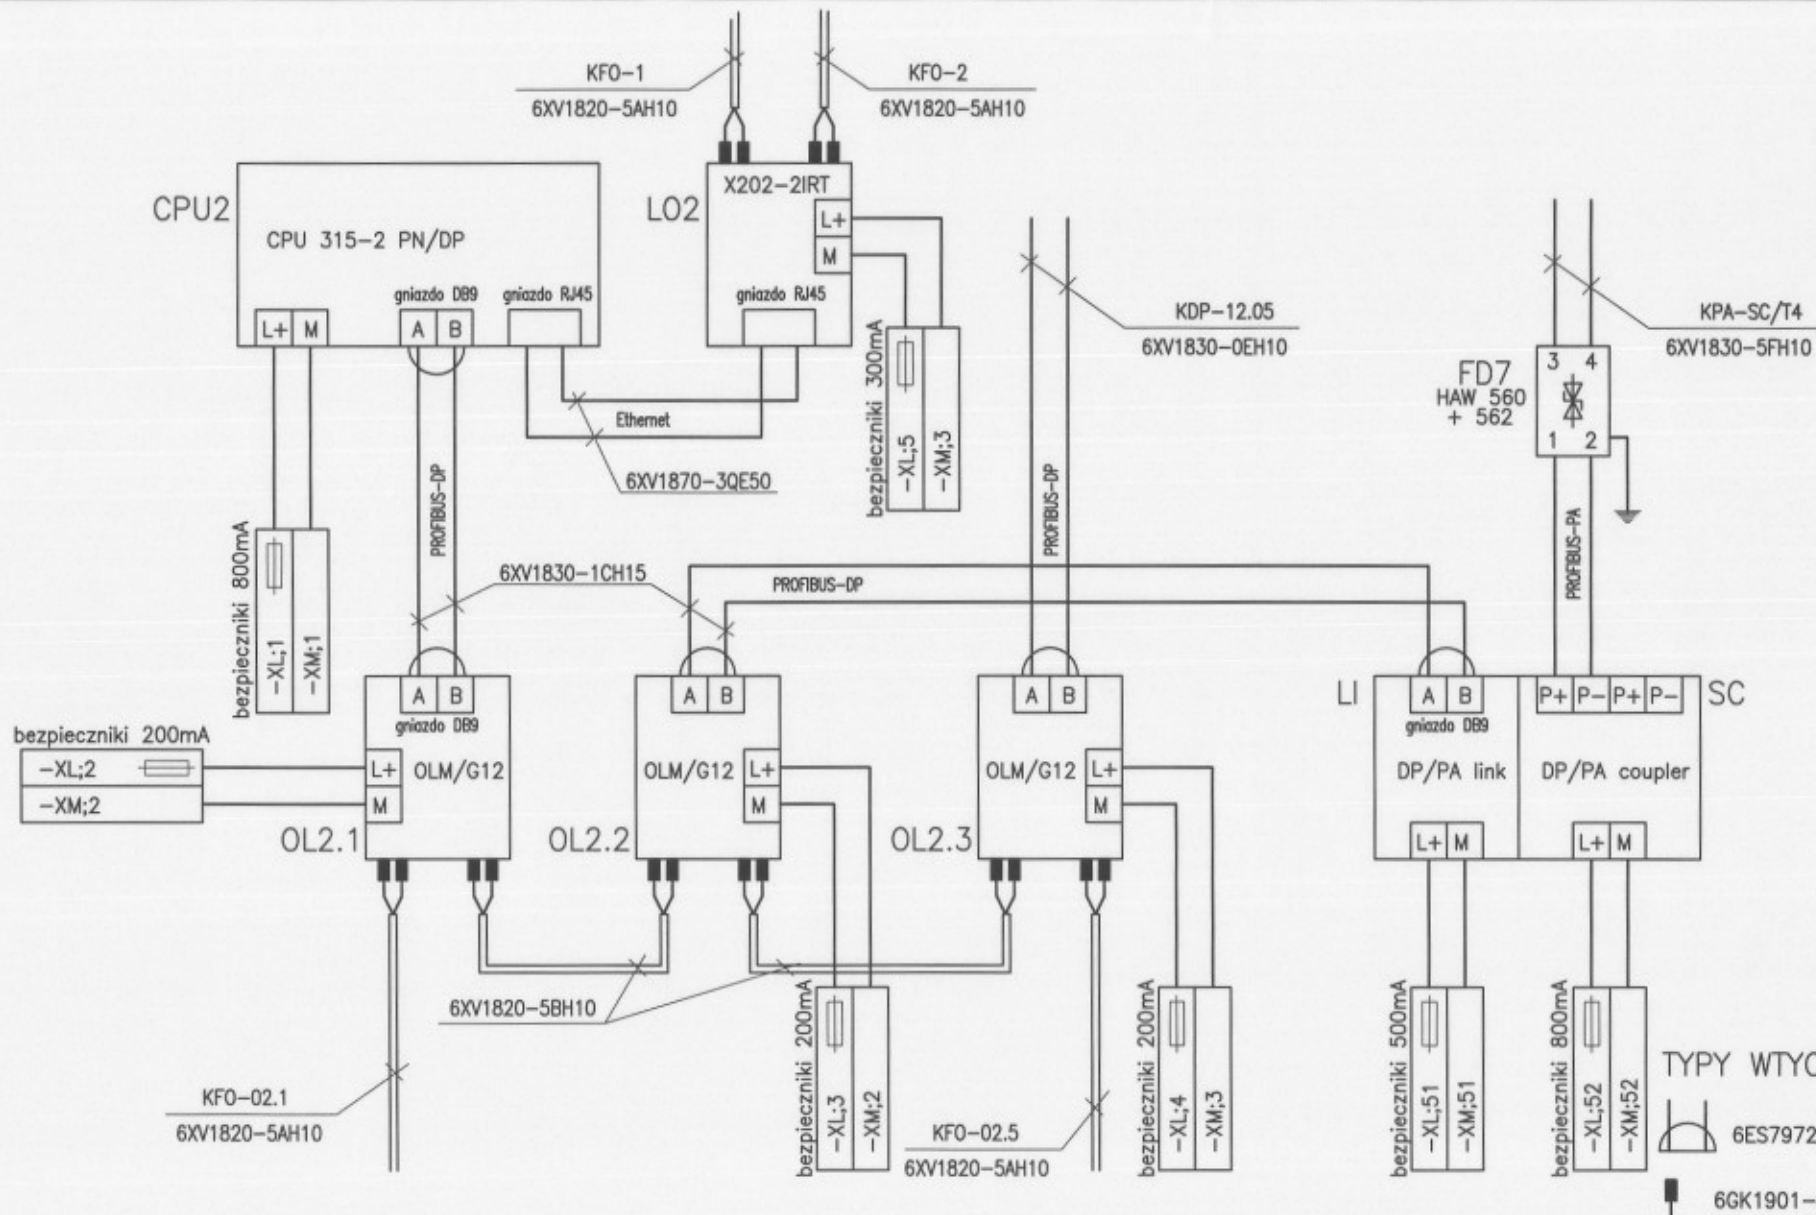 KFO-1
6XV1820-5AH10
KFO-2
6XV1820-5AH10
CPU2
CPU 315-2 PN/DP
gniazdo DB9
gniazdo RJ45
L+ M
A B
LO2
X202-2IRT
L+
M
gniazdo RJ45
bezpieczniki 300mA
-XL;5
-XM;3
KDP-12.05
6XV1830-0EH10
KPA-SC/T4
6XV1830-5FH10
FD7
HAW 560
+ 562
3 4
1 2
Ethernet
6XV1870-3QE50
PROFIBUS-DP
PROFIBUS-DP
PROFIBUS-PA
bezpieczniki 800mA
-XL;1
-XM;1
6XV1830-1CH15
PROFIBUS-DP
bezpieczniki 200mA
-XL;2
-XM;2
A B
gniazdo DB9
L+
M
OLM/G12
OL2.1
A B
OLM/G12
L+
M
OL2.2
A B
OLM/G12
L+
M
OL2.3
LI
A B
gniazdo DB9
DP/PA link
L+ M
P+ P- P+ P-
SC
DP/PA coupler
L+ M
6XV1820-5BH10
KFO-02.1
6XV1820-5AH10
bezpieczniki 200mA
-XL;3
-XM;2
KFO-02.5
6XV1820-5AH10
bezpieczniki 200mA
-XL;4
-XM;3
bezpieczniki 500mA
-XL;51
-XM;51
bezpieczniki 800mA
-XL;52
-XM;52
TYPY WTYC
6ES7972
6GK1901-